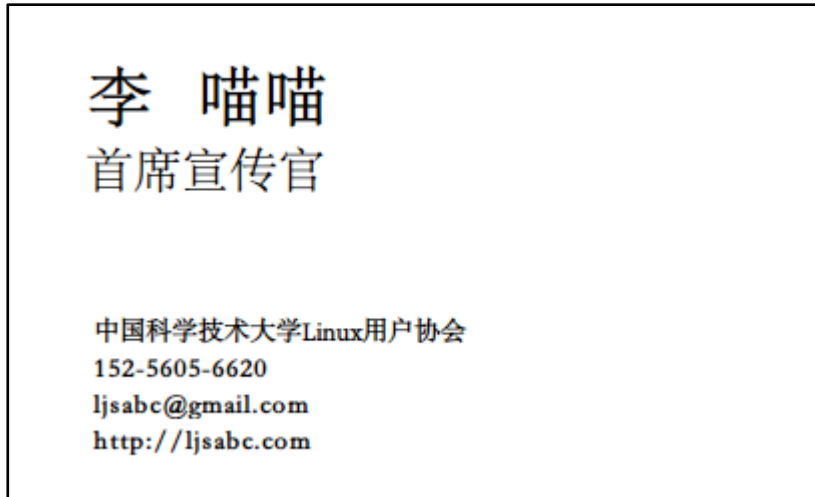 李 喵喵
首席宣传官
中国科学技术大学Linux用户协会
152-5605-6620
ljsabc@gmail.com
http://ljsabc.com